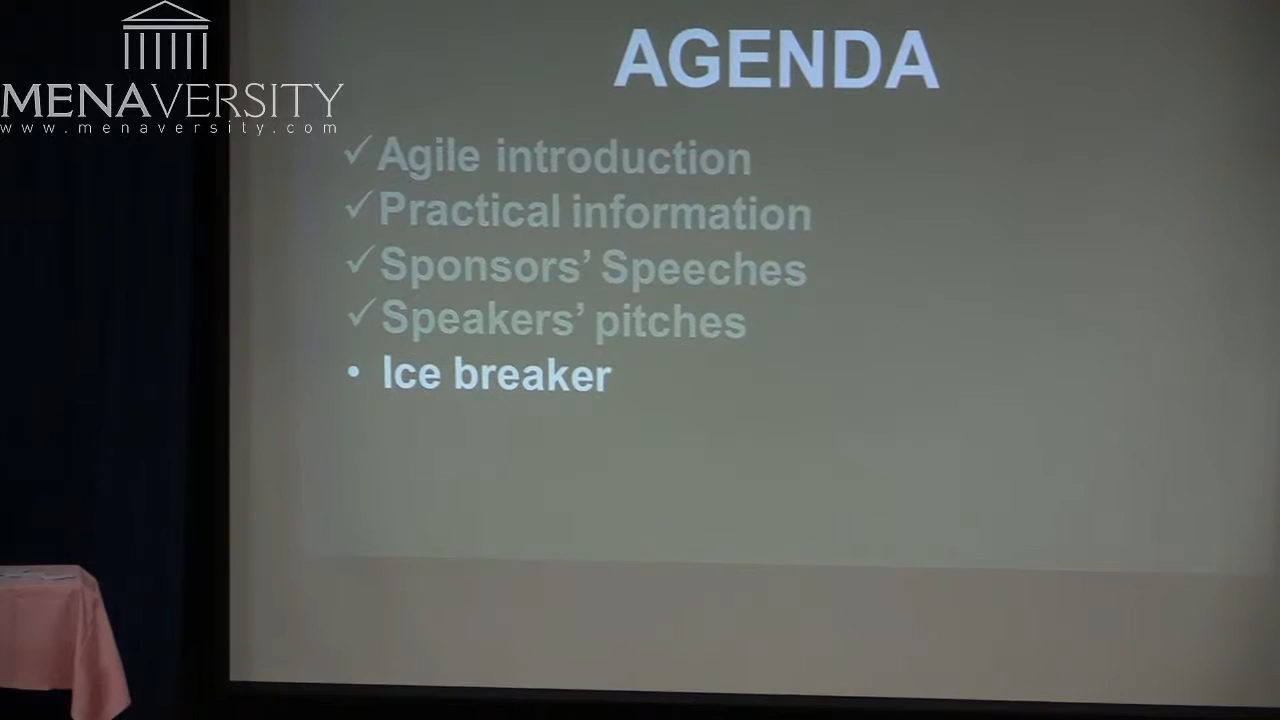 MENAVERSITY
www.menaversity.com
AGENDA
✓ Agile introduction
✓ Practical information
✓ Sponsors’ Speeches
✓ Speakers’ pitches
• Ice breaker